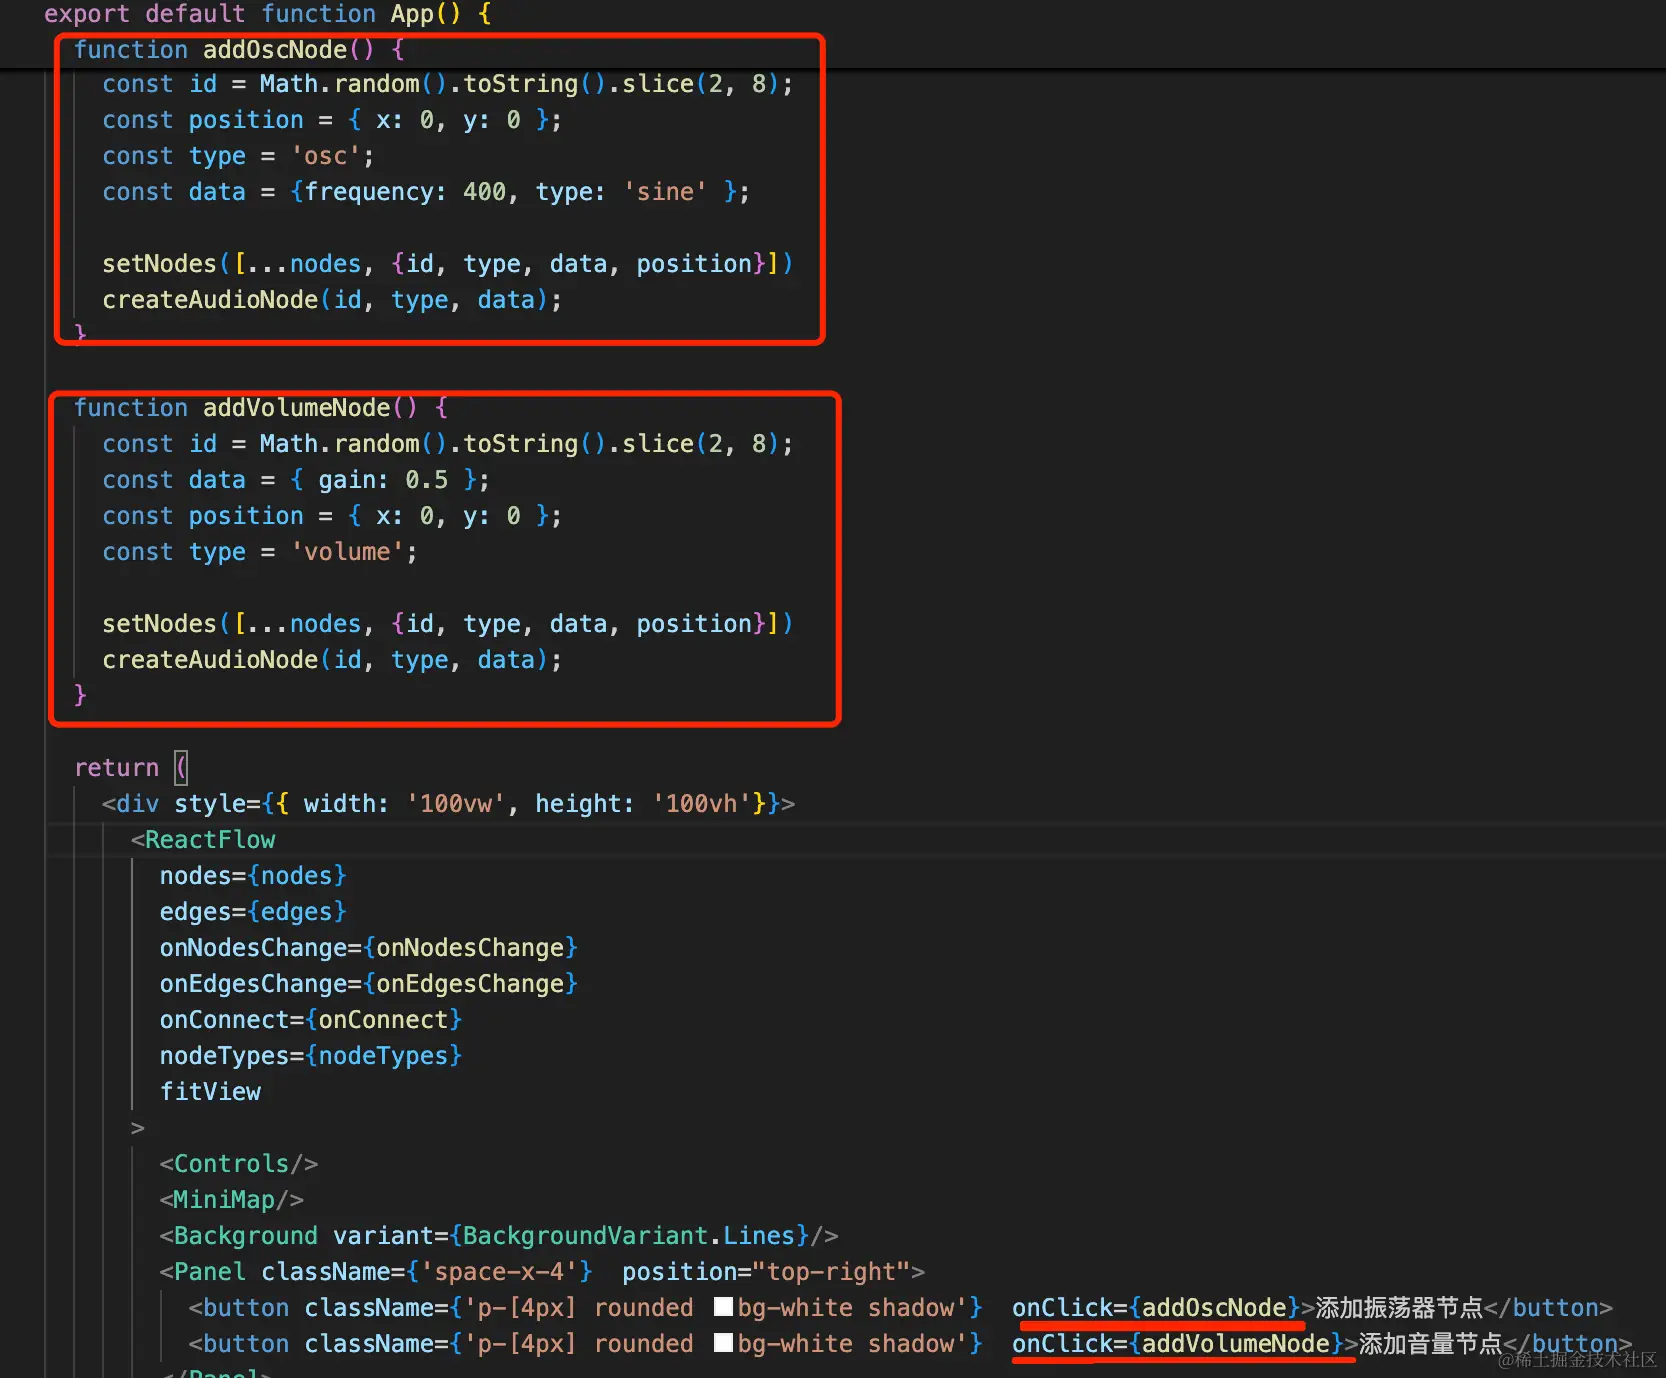 export default function App() {
function addOscNode() {
const id = Math.random().toString().slice(2, 8);
const position = { x: 0, y: 0 };
const type = 'osc';
const data = {frequency: 400, type: 'sine' };
setNodes([...nodes, {id, type, data, position}])
createAudioNode(id, type, data);
}
function addVolumeNode() {
const id = Math.random().toString().slice(2, 8);
const data = { gain: 0.5 };
const position = { x: 0, y: 0 };
const type = 'volume';
setNodes([...nodes, {id, type, data, position}])
createAudioNode(id, type, data);
}
return (
<div style={{ width: '100vw', height: '100vh'}}>
<ReactFlow
nodes={nodes}
edges={edges}
onNodesChange={onNodesChange}
onEdgesChange={onEdgesChange}
onConnect={onConnect}
nodeTypes={nodeTypes}
fitView
>
<Controls/>
<MiniMap/>
<Background variant={BackgroundVariant.Lines}/>
<Panel className={'space-x-4'}  position="top-right">
<button className={'p-[4px] rounded bg-white shadow'}  onClick={addOscNode}>添加振荡器节点</button>
<button className={'p-[4px] rounded bg-white shadow'}  onClick={addVolumeNode}>添加音量节点</button>
</Panel>
@稀土掘金技术社区